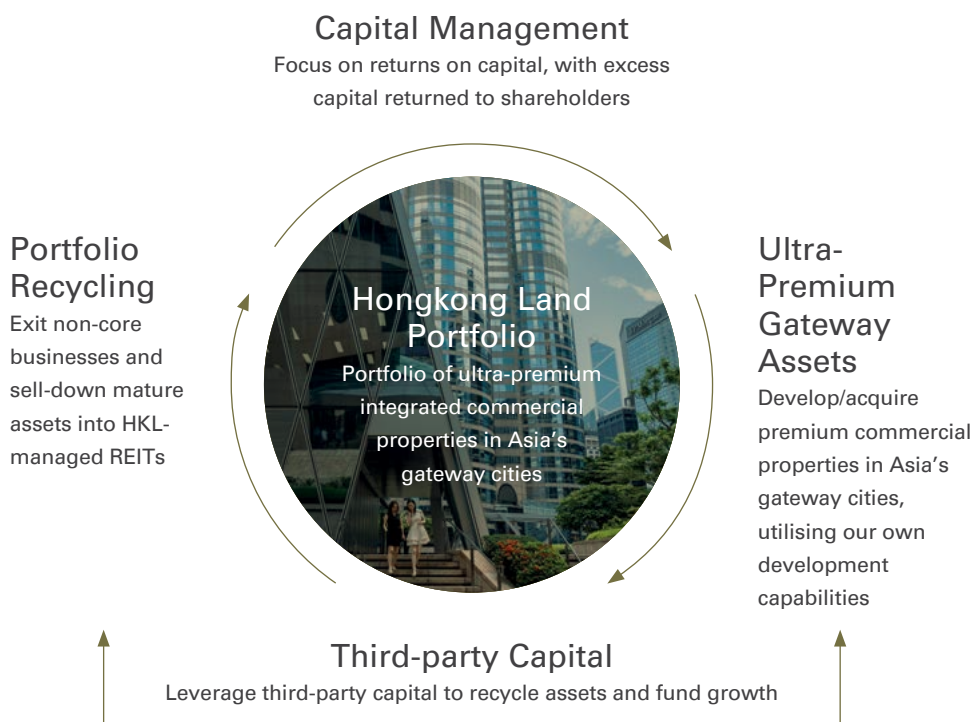 Capital Management
Focus on returns on capital, with excess
capital returned to shareholders
Portfolio
Recycling
Exit non-core
businesses and
sell-down mature
assets into HKL-
managed REITs
Hongkong Land
Portfolio
Portfolio of ultra-premium
integrated commercial
properties in Asia’s
gateway cities
Ultra-
Premium
Gateway
Assets
Develop/acquire
premium commercial
properties in Asia’s
gateway cities,
utilising our own
development
capabilities
Third-party Capital
Leverage third-party capital to recycle assets and fund growth